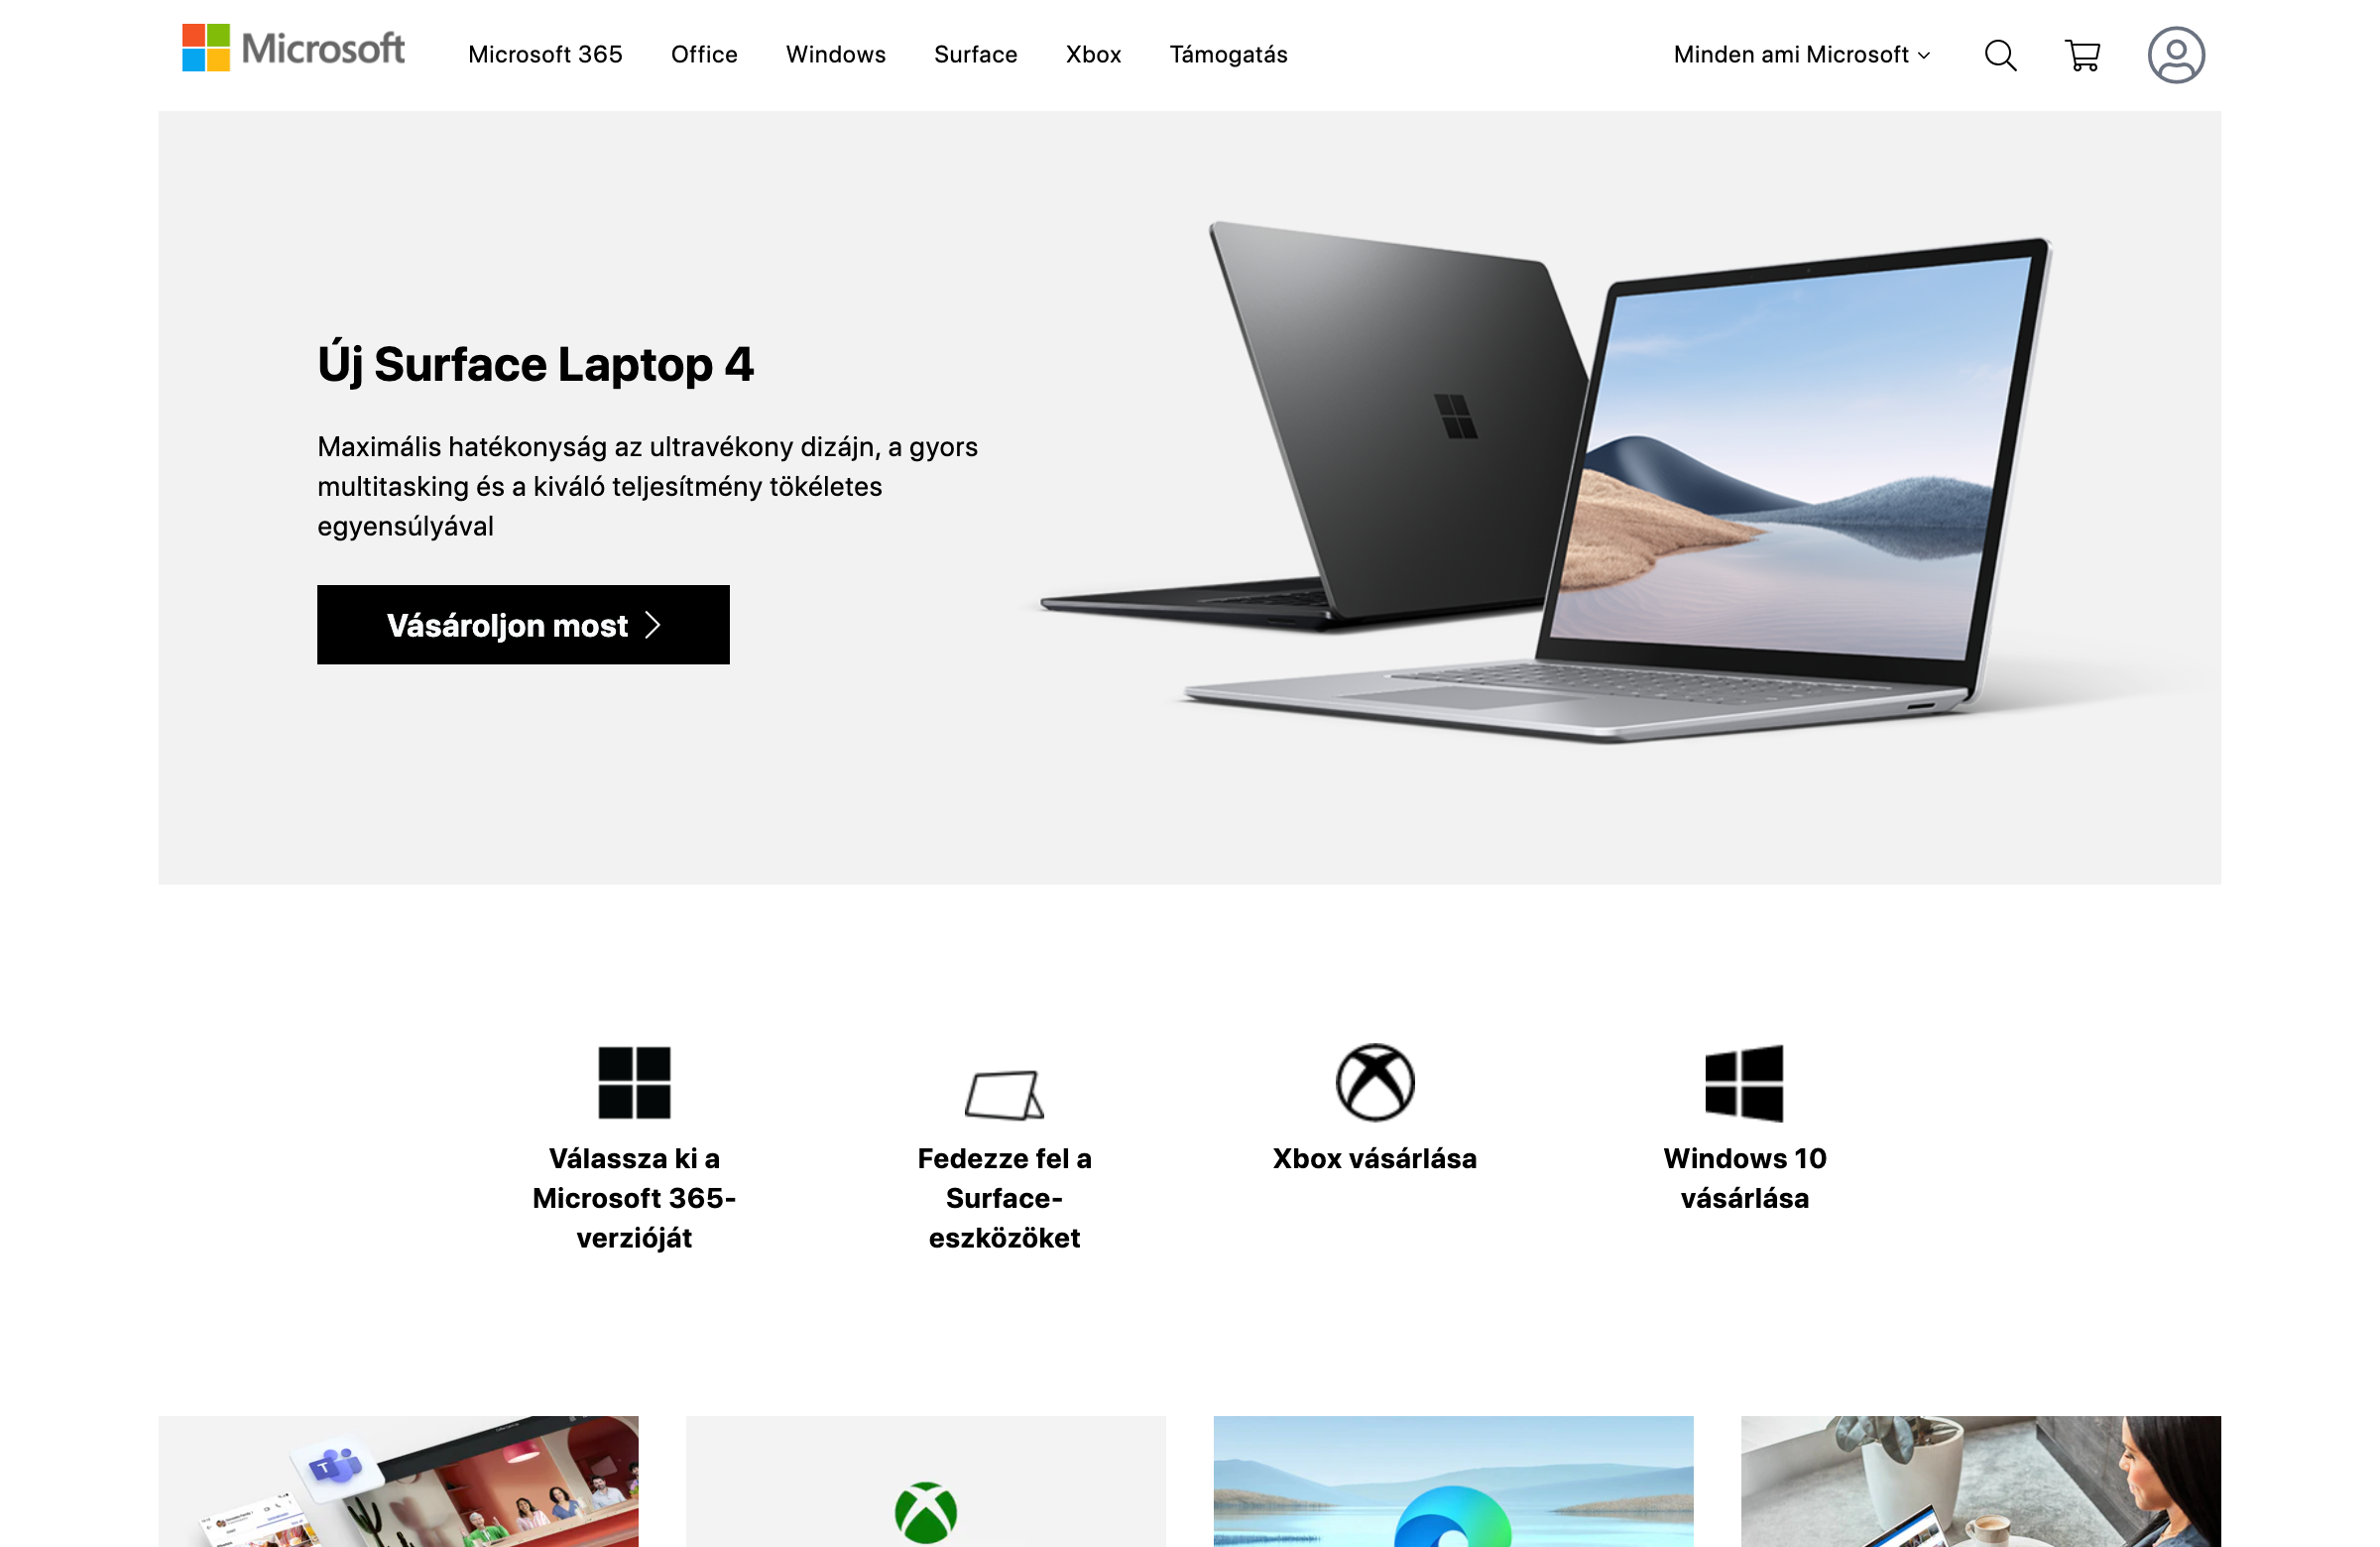 Microsoft
Microsoft 365
Office
Windows
Surface
Xbox
Támogatás
Minden ami Microsoft
Új Surface Laptop 4
Maximális hatékonyság az ultravékony dizájn, a gyors
multitasking és a kiváló teljesítmény tökéletes
egyensúlyával
Vásároljon most
Válassza ki a
Microsoft 365-
verzióját
Fedezze fel a
Surface-
eszközöket
Xbox vásárlása
Windows 10
vásárlása
T